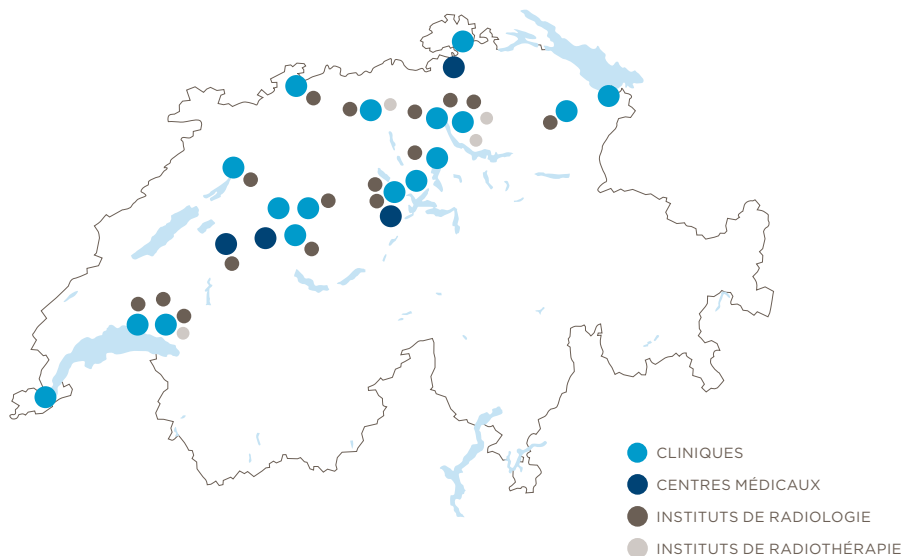 CLINIQUES
CENTRES MÉDICAUX
INSTITUTS DE RADIOLOGIE
INSTITUTS DE RADIOTHÉRAPIE